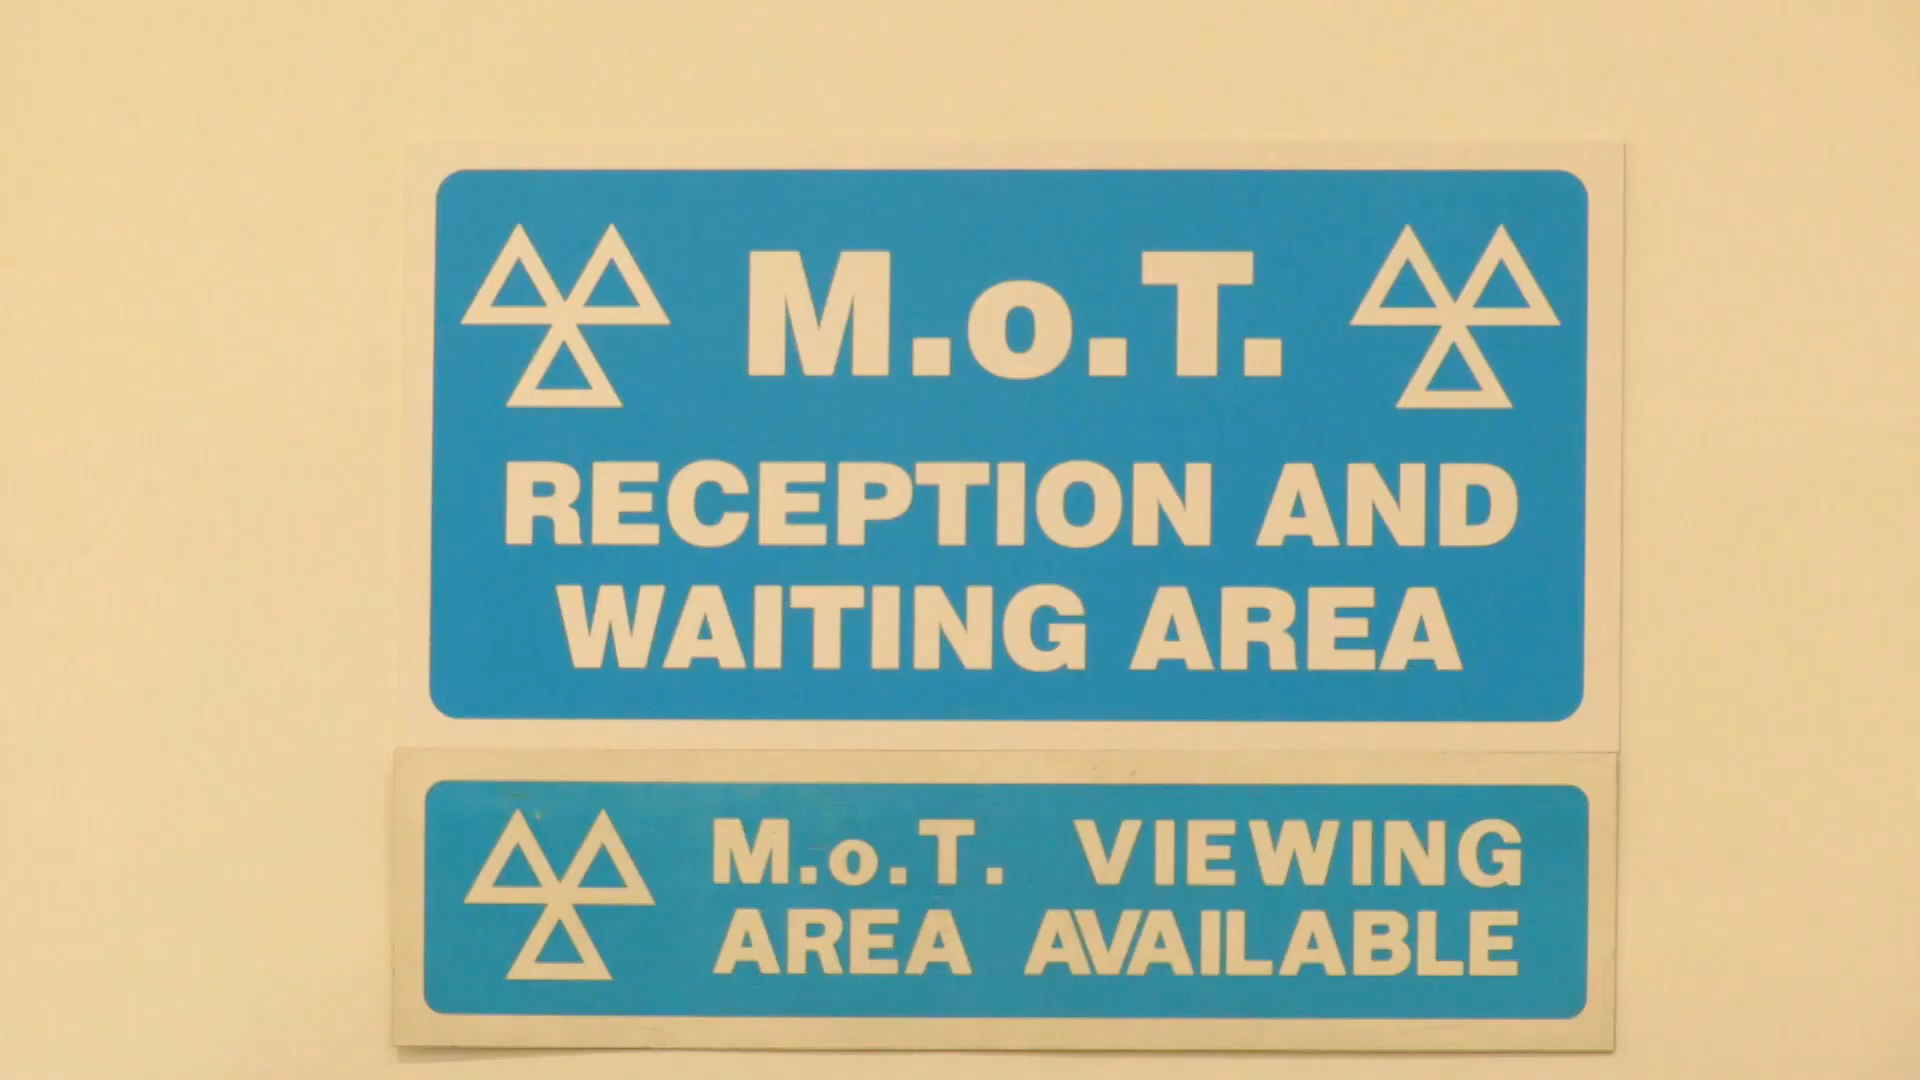 M.o.T.
RECEPTION AND
WAITING AREA
M.o.T. VIEWING
AREA AVAILABLE